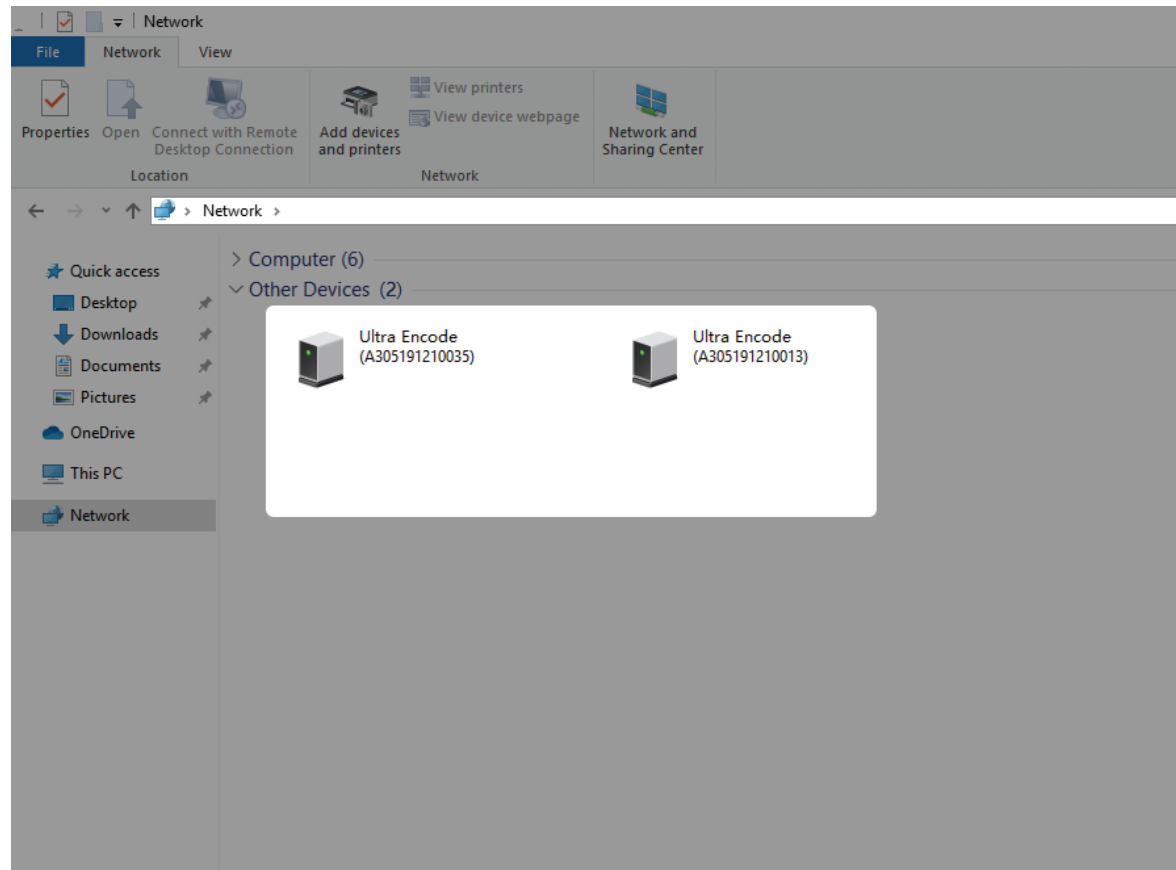 Network
File Network View
Properties Open Connect with Remote
Desktop Connection
Add devices
and printers
View printers
View device webpage
Network and
Sharing Center
Location
Network
Network
Quick access
Desktop
Downloads
Documents
Pictures
OneDrive
This PC
Network
Computer (6)
Other Devices (2)
Ultra Encode
(A305191210035)
Ultra Encode
(A305191210013)